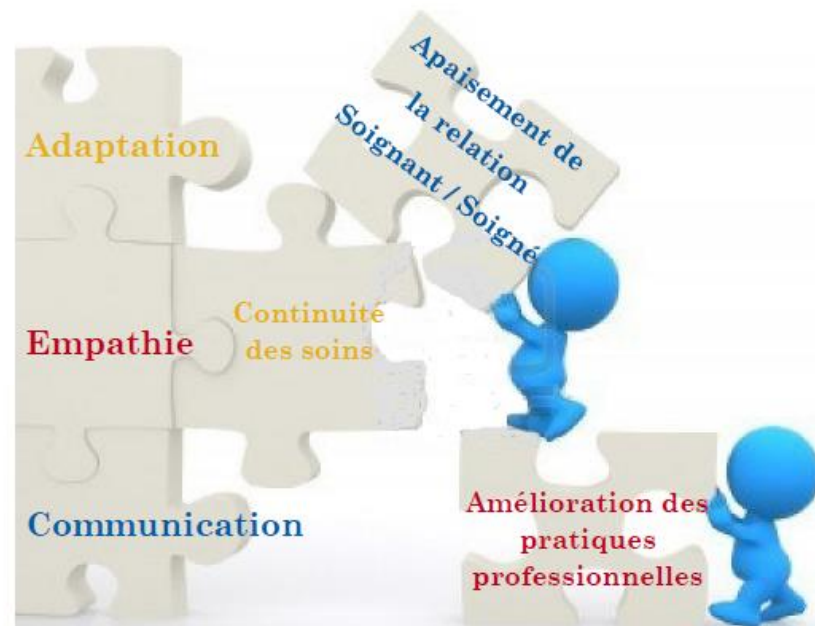 Adaptation
Empathie
Communication
Continuité
des soins
Apaisement de
la relation
Soignant / Soigné
Amélioration des
pratiques
professionnelles